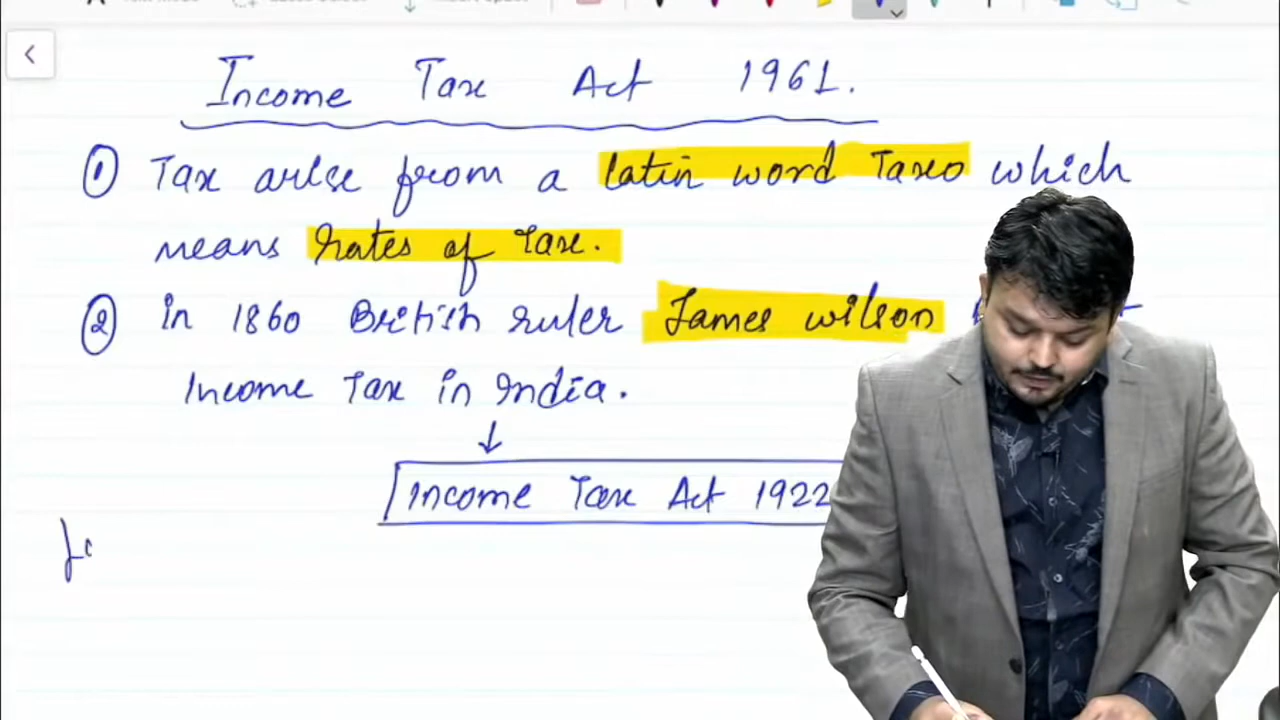 Income Tax Act 1961.
① Tax arise from a latin word Taxo which
means Rates of Tax.
② In 1860 British ruler James wilson
Income Tax in India.
↓
Income Tax Act 1922